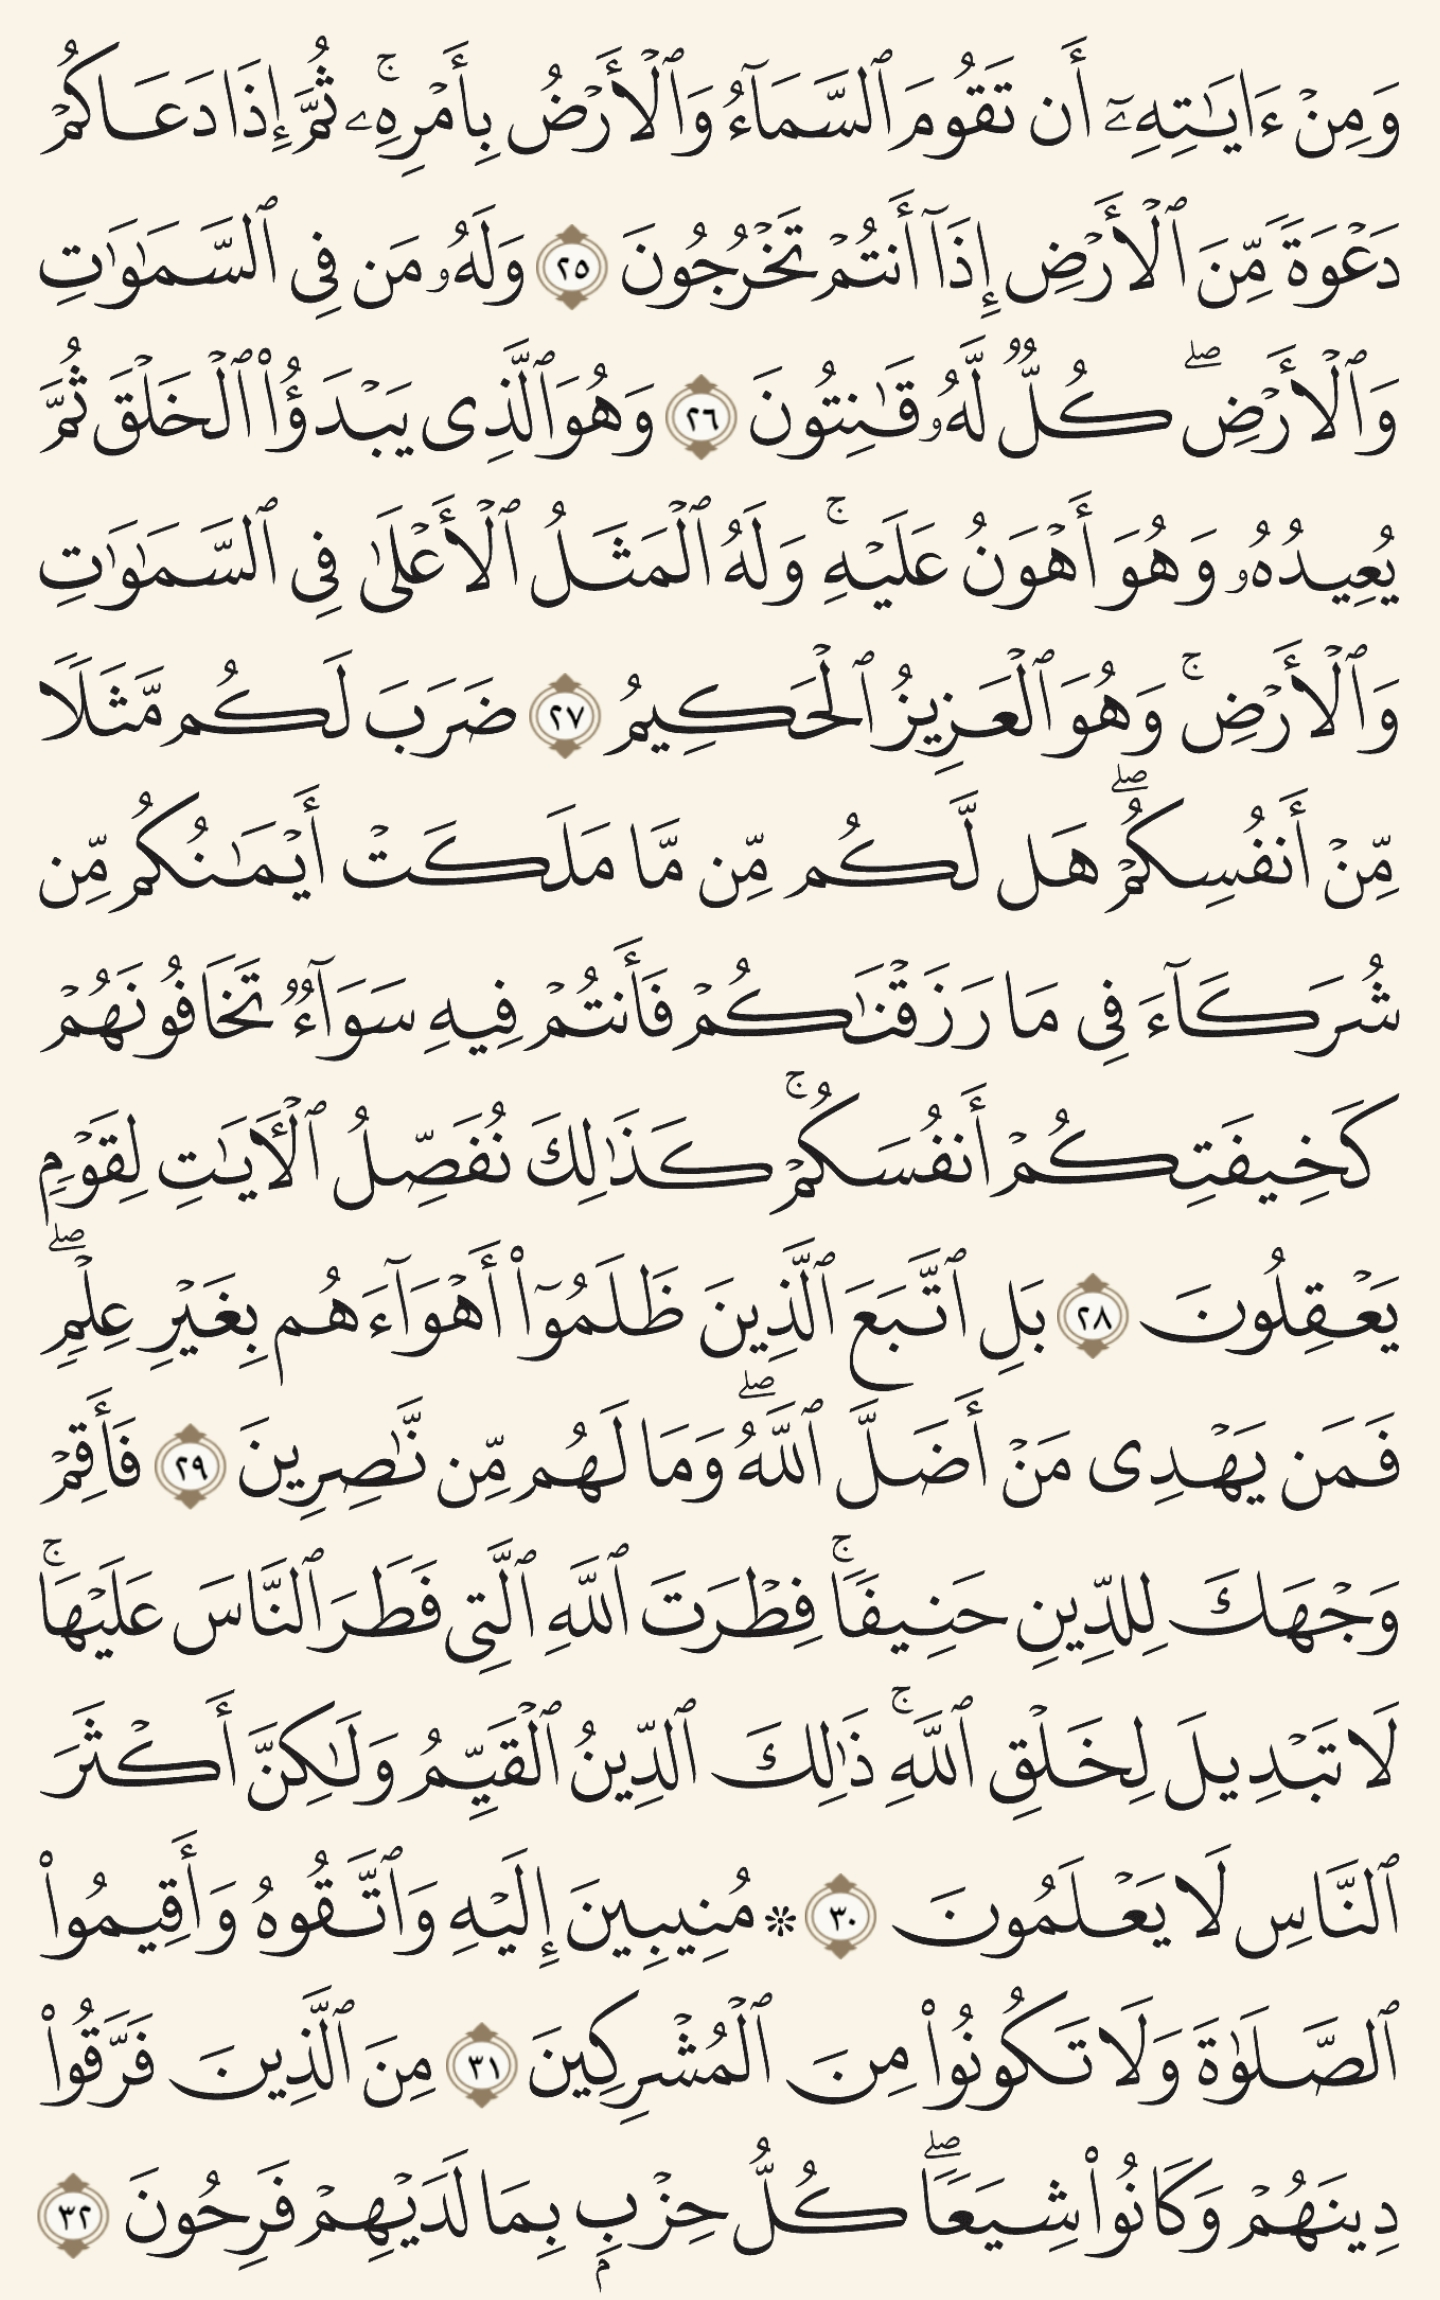 وَمِنْ ءَايَـٰتِهِۦٓ أَن تَقُومَ ٱلسَّمَآءُ وَٱلْأَرْضُ بِأَمْرِهِۦ ۚ ثُمَّ إِذَا دَعَاكُمْ
دَعْوَةً مِّنَ ٱلْأَرْضِ إِذَآ أَنتُمْ تَخْرُجُونَ ٢٥ وَلَهُۥ مَن فِى ٱلسَّمَـٰوَٰتِ
وَٱلْأَرْضِ ۖ كُلٌّ لَّهُۥ قَـٰنِتُونَ ٢٦ وَهُوَ ٱلَّذِى يَبْدَؤُا۟ ٱلْخَلْقَ ثُمَّ
يُعِيدُهُۥ وَهُوَ أَهْوَنُ عَلَيْهِ ۚ وَلَهُ ٱلْمَثَلُ ٱلْأَعْلَىٰ فِى ٱلسَّمَـٰوَٰتِ
وَٱلْأَرْضِ ۚ وَهُوَ ٱلْعَزِيزُ ٱلْحَكِيمُ ٢٧ ضَرَبَ لَكُم مَّثَلًا
مِّنْ أَنفُسِكُمْ ۖ هَل لَّكُم مِّن مَّا مَلَكَتْ أَيْمَـٰنُكُم مِّن
شُرَكَآءَ فِى مَا رَزَقْنَـٰكُمْ فَأَنتُمْ فِيهِ سَوَآءٌ تَخَافُونَهُمْ
كَخِيفَتِكُمْ أَنفُسَكُمْ ۚ كَذَٰلِكَ نُفَصِّلُ ٱلْـَٔايَـٰتِ لِقَوْمٍ
يَعْقِلُونَ ٢٨ بَلِ ٱتَّبَعَ ٱلَّذِينَ ظَلَمُوٓا۟ أَهْوَآءَهُم بِغَيْرِ عِلْمٍ ۖ
فَمَن يَهْدِى مَنْ أَضَلَّ ٱللَّهُ ۖ وَمَا لَهُم مِّن نَّـٰصِرِينَ ٢٩ فَأَقِمْ
وَجْهَكَ لِلدِّينِ حَنِيفًا ۚ فِطْرَتَ ٱللَّهِ ٱلَّتِى فَطَرَ ٱلنَّاسَ عَلَيْهَا ۚ
لَا تَبْدِيلَ لِخَلْقِ ٱللَّهِ ۚ ذَٰلِكَ ٱلدِّينُ ٱلْقَيِّمُ وَلَـٰكِنَّ أَكْثَرَ
ٱلنَّاسِ لَا يَعْلَمُونَ ٣٠ ۞ مُنِيبِينَ إِلَيْهِ وَٱتَّقُوهُ وَأَقِيمُوا۟
ٱلصَّلَوٰةَ وَلَا تَكُونُوا۟ مِنَ ٱلْمُشْرِكِينَ ٣١ مِنَ ٱلَّذِينَ فَرَّقُوا۟
دِينَهُمْ وَكَانُوا۟ شِيَعًا ۖ كُلُّ حِزْبٍۭ بِمَا لَدَيْهِمْ فَرِحُونَ ٣٢